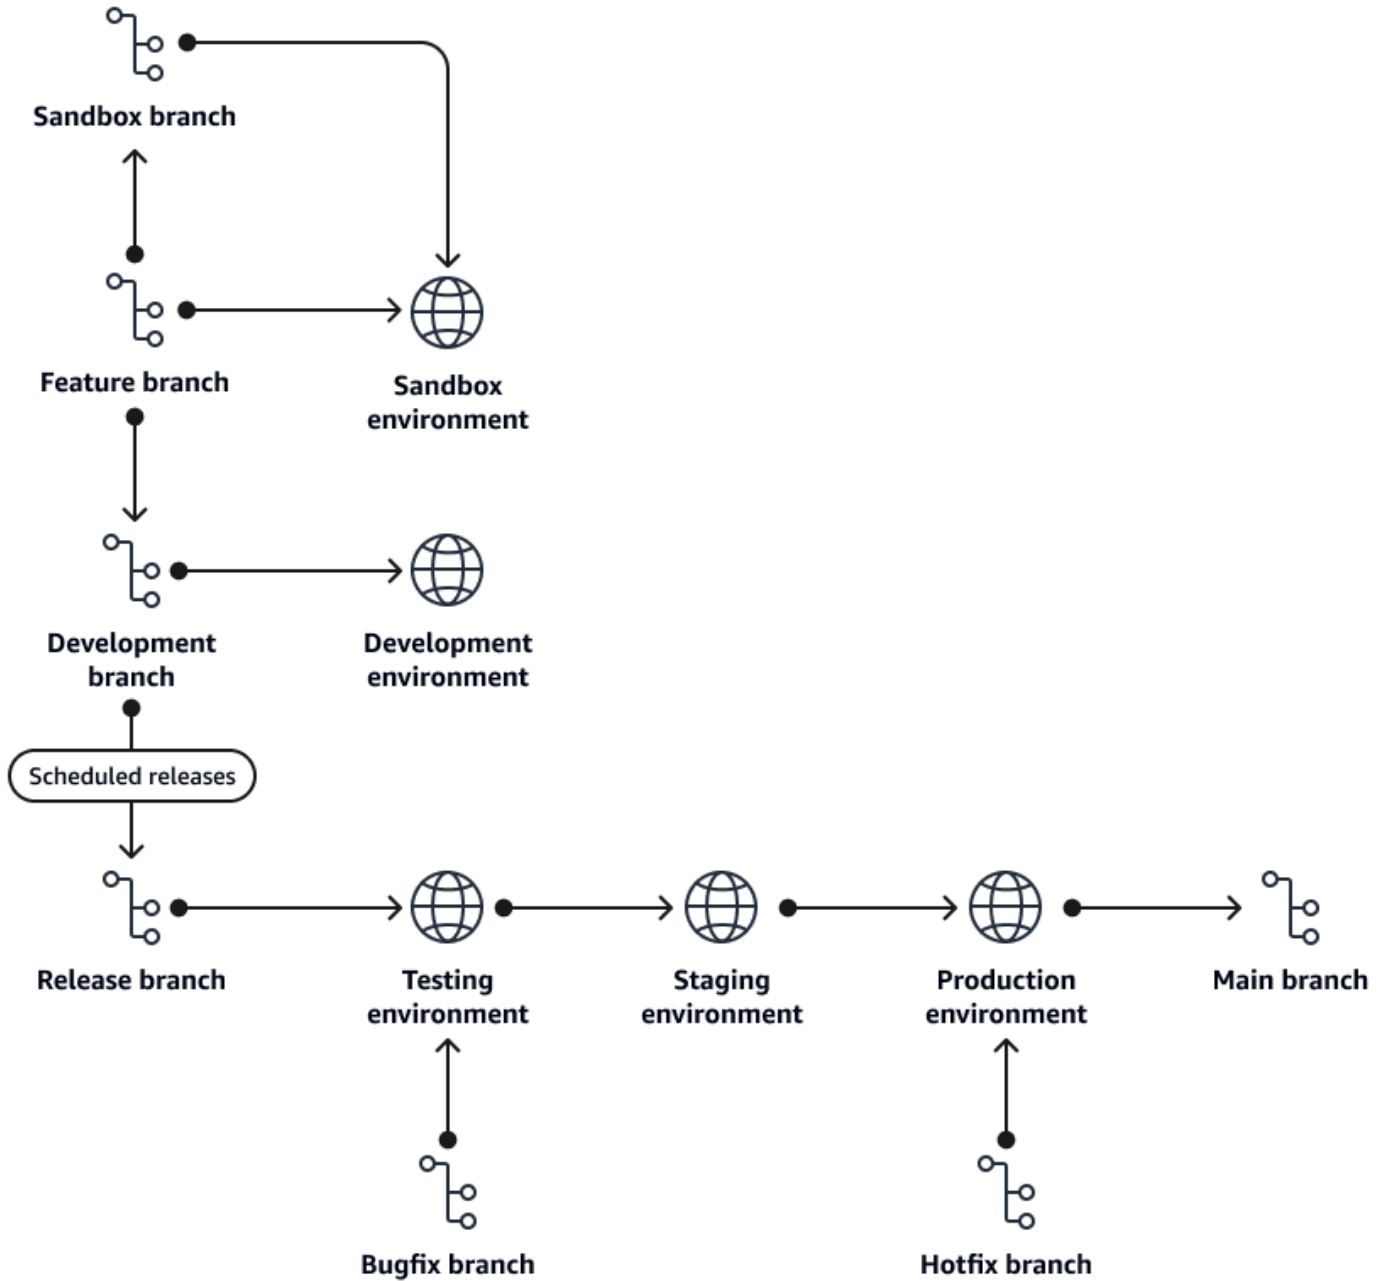 Sandbox branch
Feature branch
Sandbox
environment
Development
branch
Development
environment
Scheduled releases
Release branch
Testing
environment
Staging
environment
Production
environment
Main branch
Bugfix branch
Hotfix branch